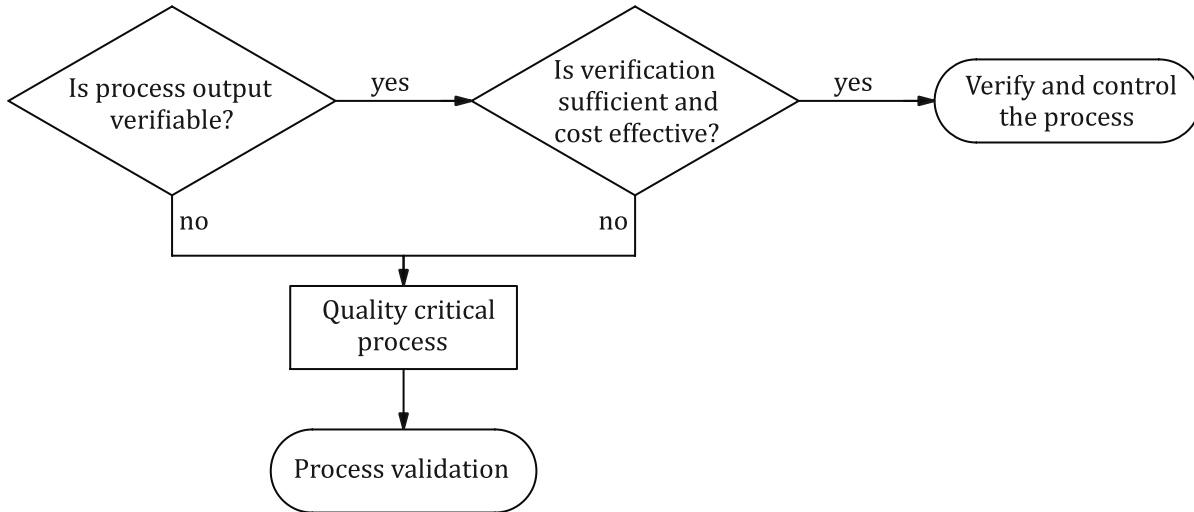 Is process output
verifiable?
yes
Is verification
sufficient and
cost effective?
yes
Verify and control
the process
no
no
Quality critical
process
Process validation